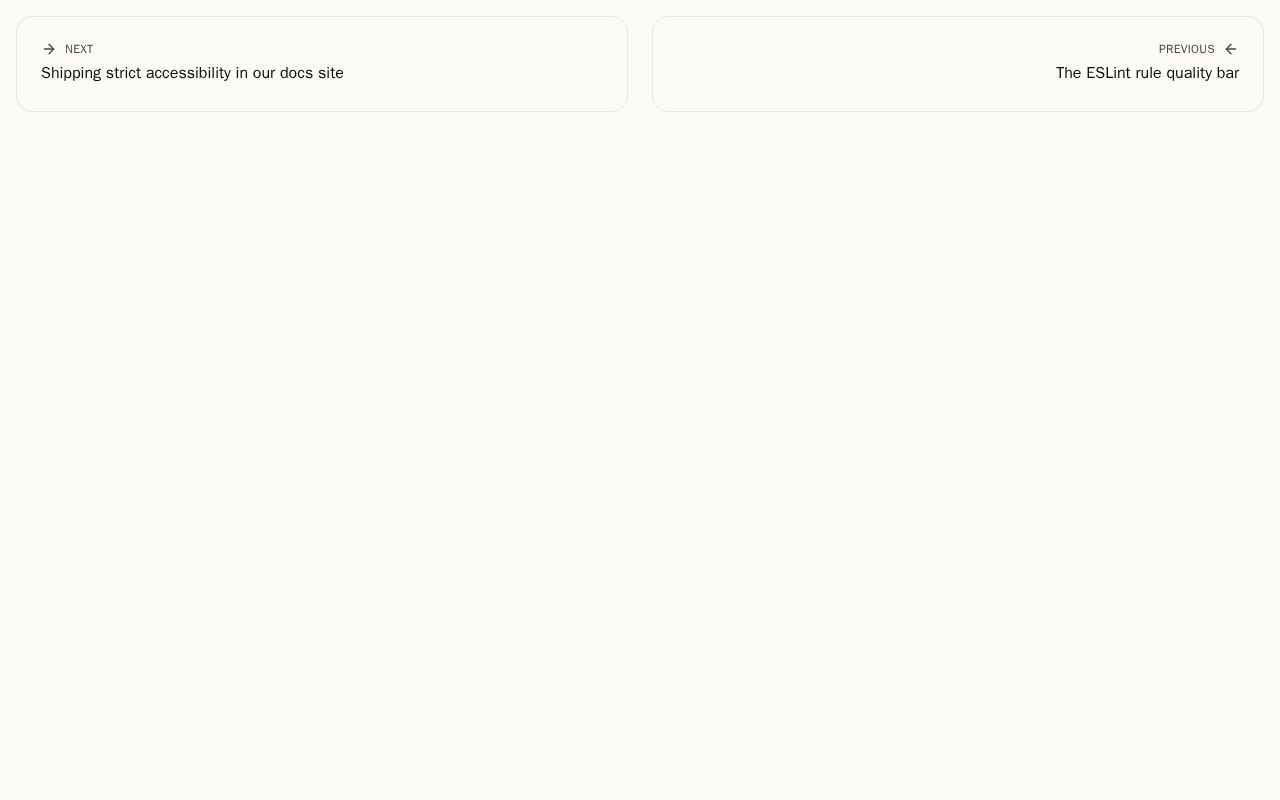 NEXT
Shipping strict accessibility in our docs site
PREVIOUS
The ESLint rule quality bar